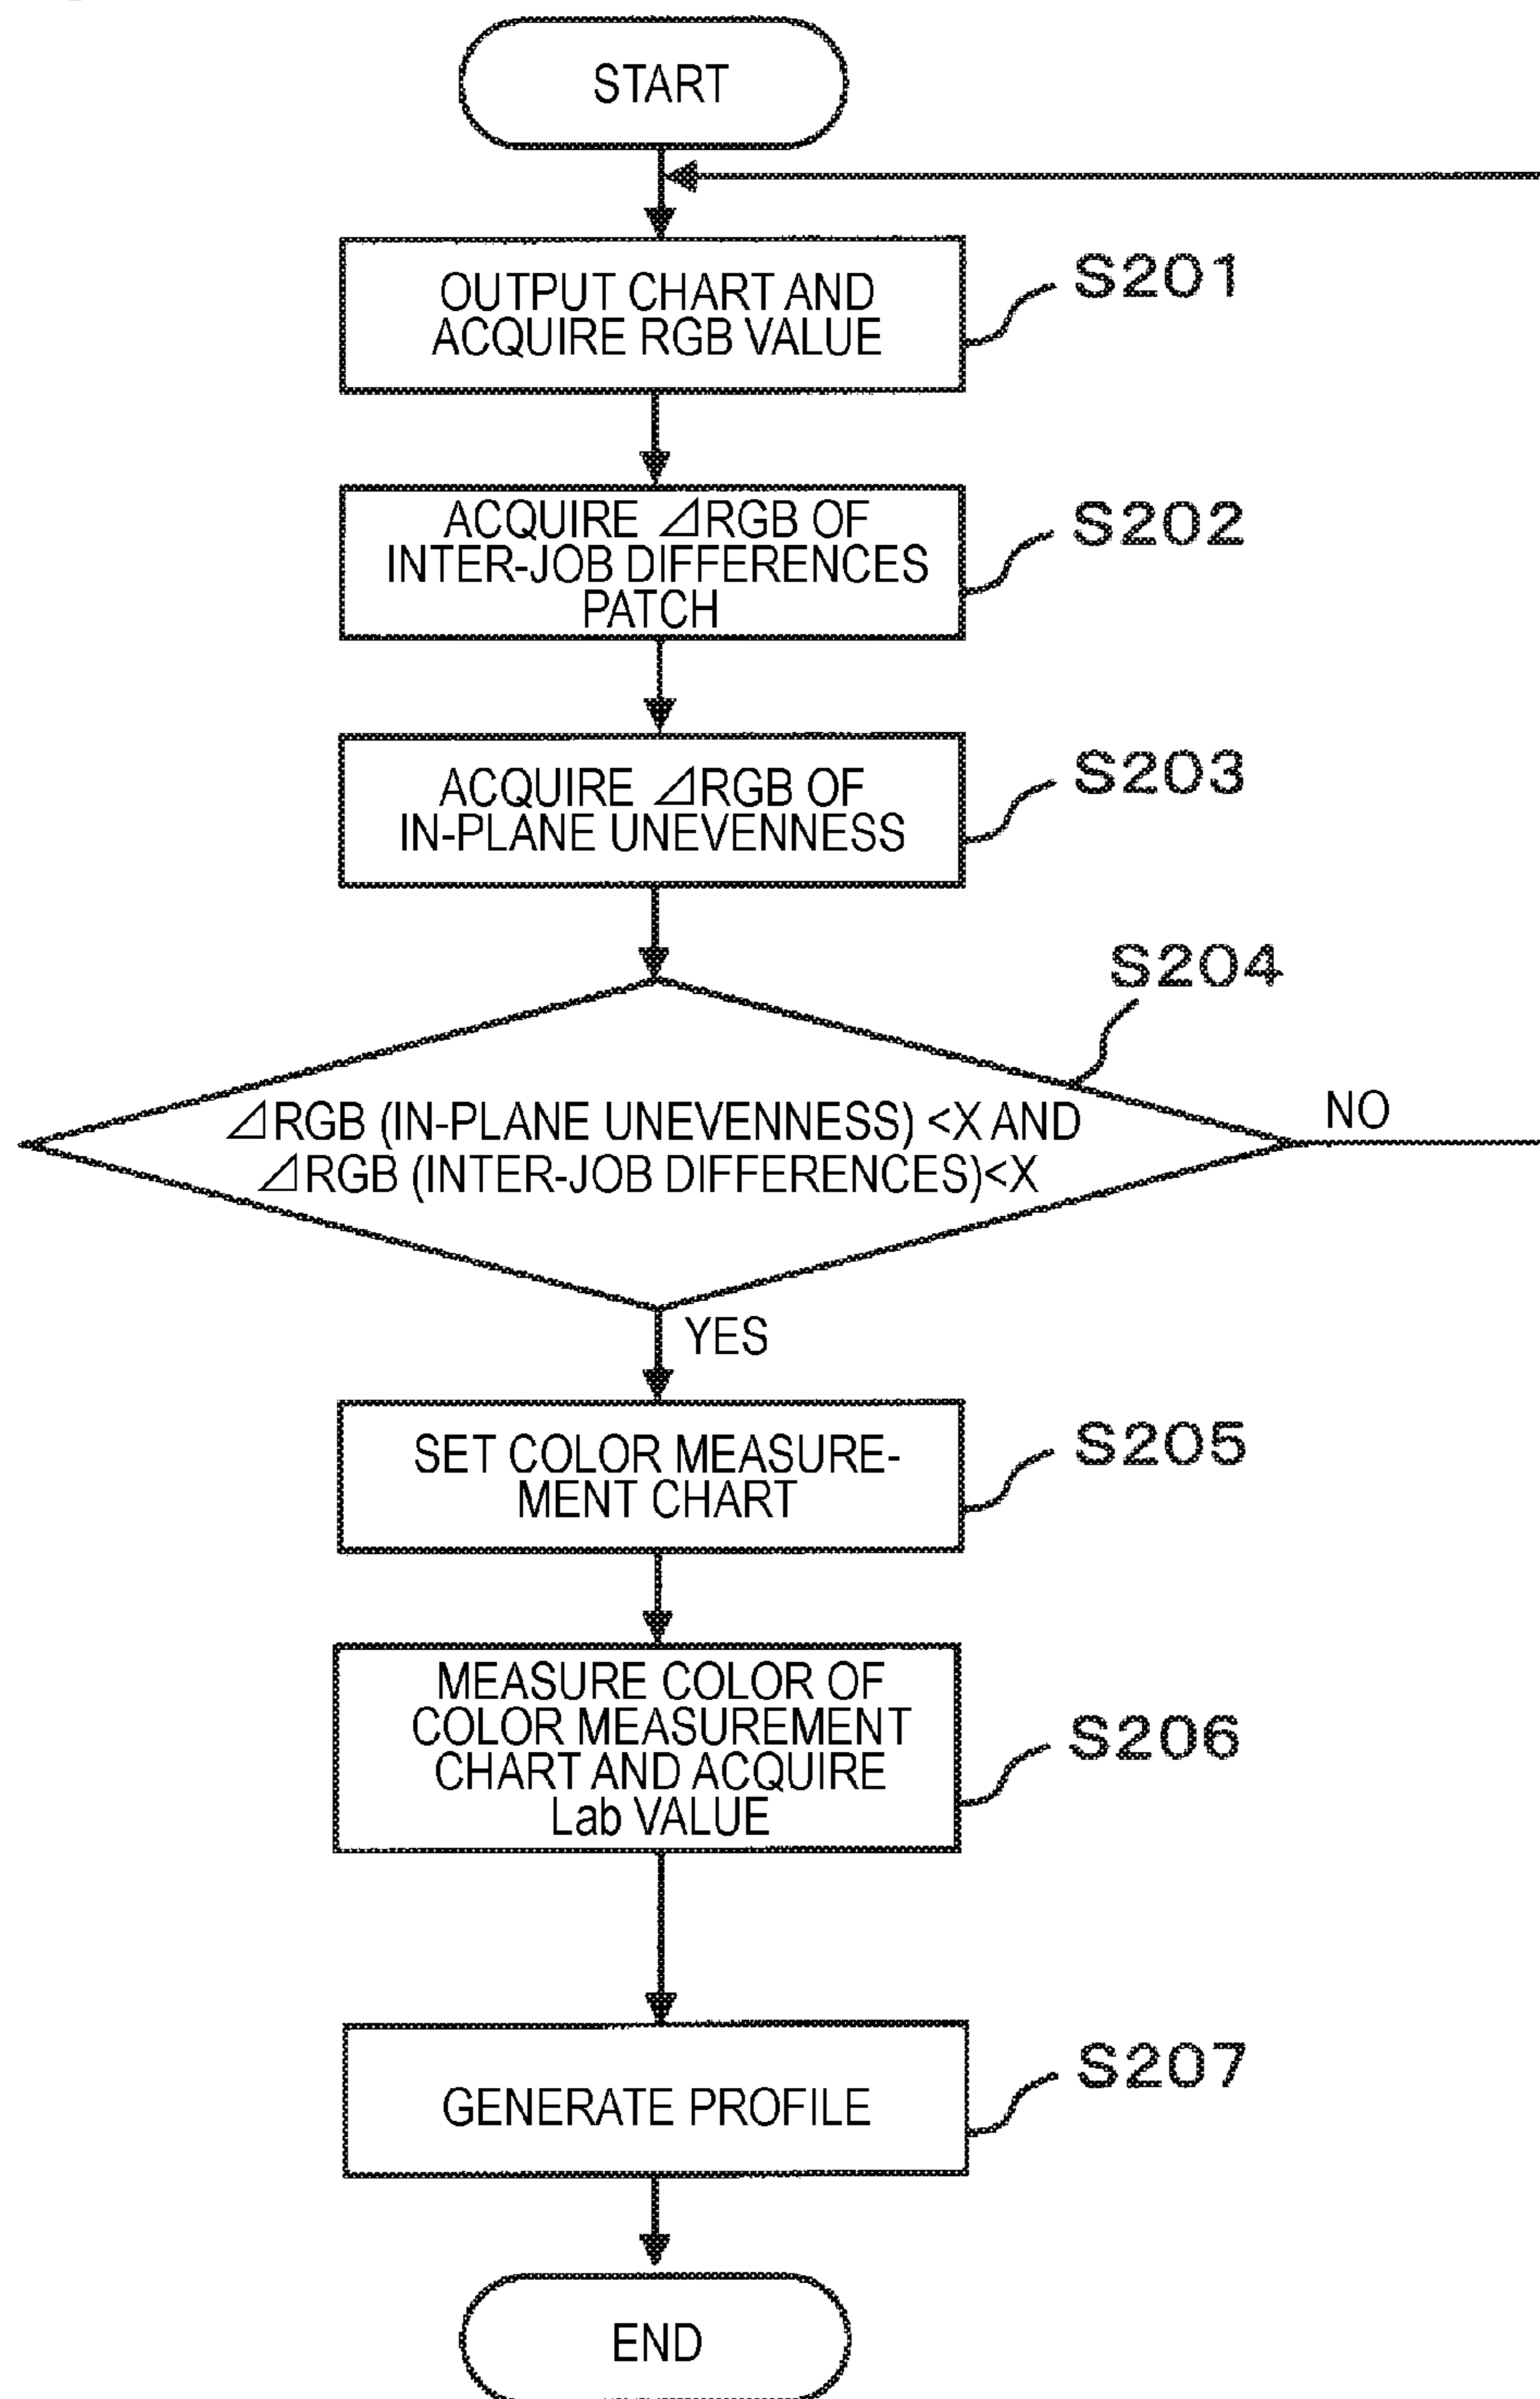 START
OUTPUT CHART AND
ACQUIRE RGB VALUE
S201
ACQUIRE ⊿RGB OF
INTER-JOB DIFFERENCES
PATCH
S202
ACQUIRE ⊿RGB OF
IN-PLANE UNEVENNESS
S203
S204
⊿RGB (IN-PLANE UNEVENNESS) <X AND
⊿RGB (INTER-JOB DIFFERENCES)<X
NO
YES
SET COLOR MEASURE-
MENT CHART
S205
MEASURE COLOR OF
COLOR MEASUREMENT
CHART AND ACQUIRE
Lab VALUE
S206
GENERATE PROFILE
S207
END